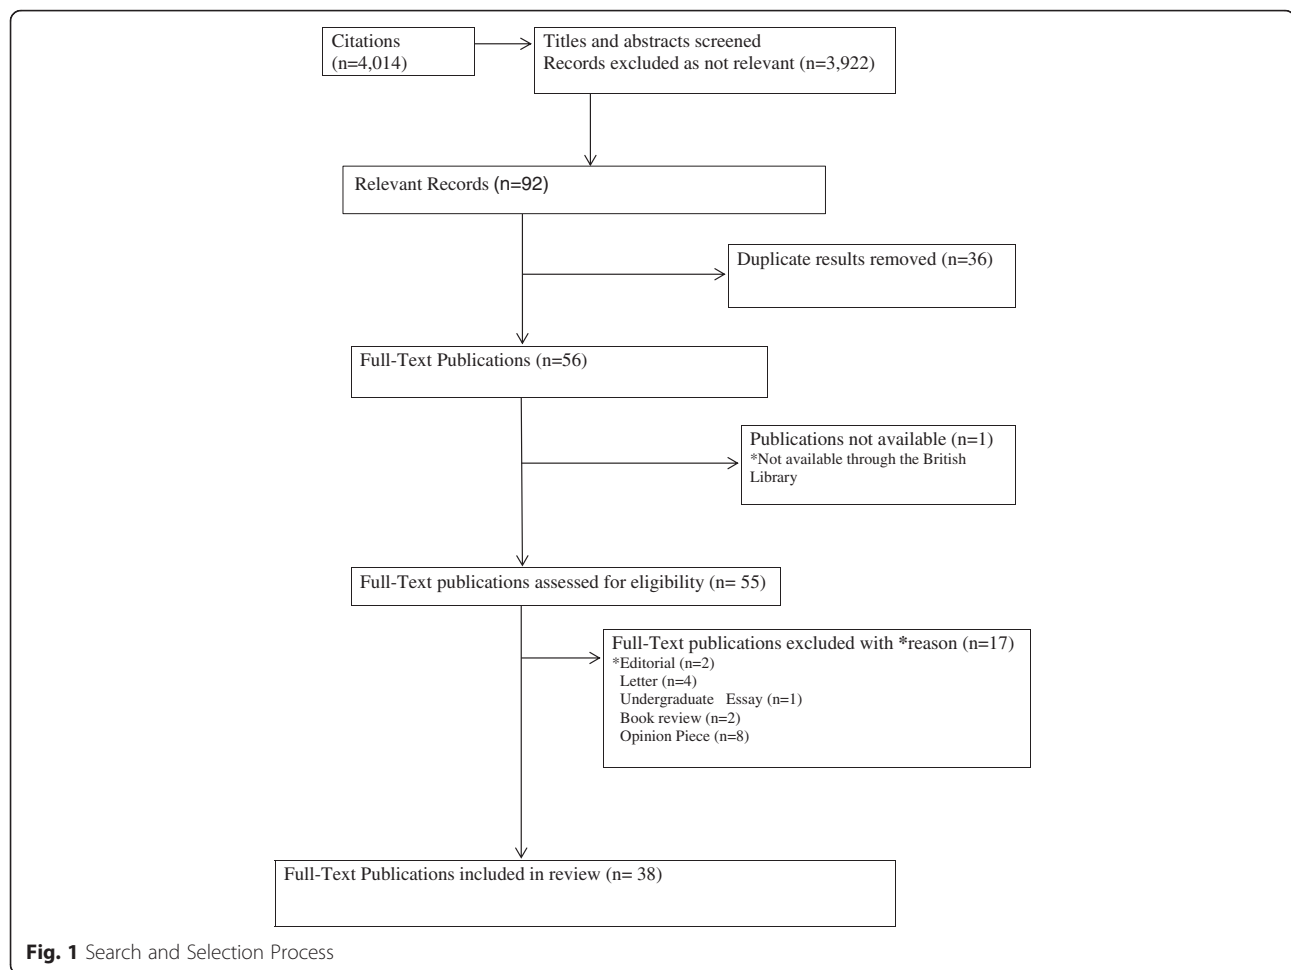 Citations
(n=4,014)
Titles and abstracts screened
Records excluded as not relevant (n=3,922)
Relevant Records (n=92)
Duplicate results removed (n=36)
Full-Text Publications (n=56)
Publications not available (n=1)
*Not available through the British
Library
Full-Text publications assessed for eligibility (n= 55)
Full-Text publications excluded with *reason (n=17)
*Editorial (n=2)
Letter (n=4)
Undergraduate Essay (n=1)
Book review (n=2)
Opinion Piece (n=8)
Full-Text Publications included in review (n= 38)
Fig. 1 Search and Selection Process